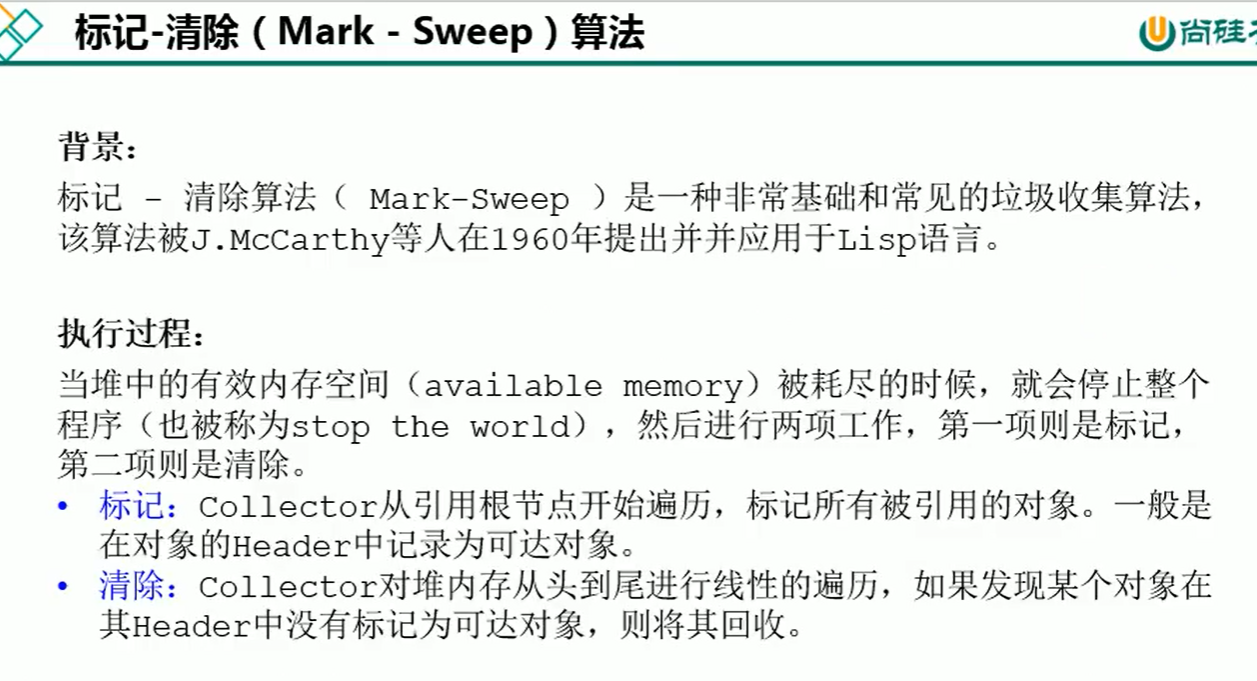 标记-清除（Mark - Sweep）算法
尚硅
背景：
标记 - 清除算法（ Mark-Sweep ）是一种非常基础和常见的垃圾收集算法，
该算法被J.McCarthy等人在1960年提出并并应用于Lisp语言。
执行过程：
当堆中的有效内存空间（available memory）被耗尽的时候，就会停止整个
程序（也被称为stop the world），然后进行两项工作，第一项则是标记，
第二项则是清除。
• 标记：Collector从引用根节点开始遍历，标记所有被引用的对象。一般是
在对象的Header中记录为可达对象。
• 清除：Collector对堆内存从头到尾进行线性的遍历，如果发现某个对象在
其Header中没有标记为可达对象，则将其回收。